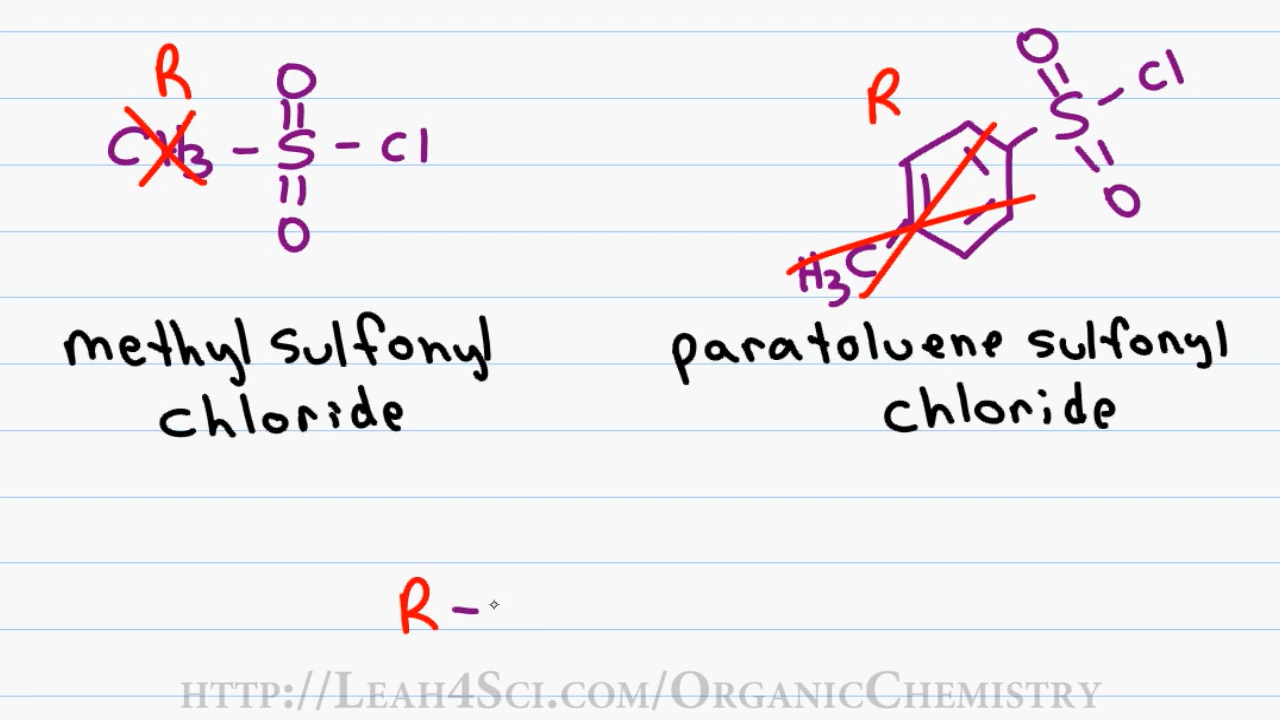 R
O
CH3 - S - Cl
O
methyl sulfonyl
chloride
O
Cl
R
S
O
H3C
paratoluene sulfonyl
chloride
R -
HTTP://LEAH4SCI.COM/ORGANICCHEMISTRY